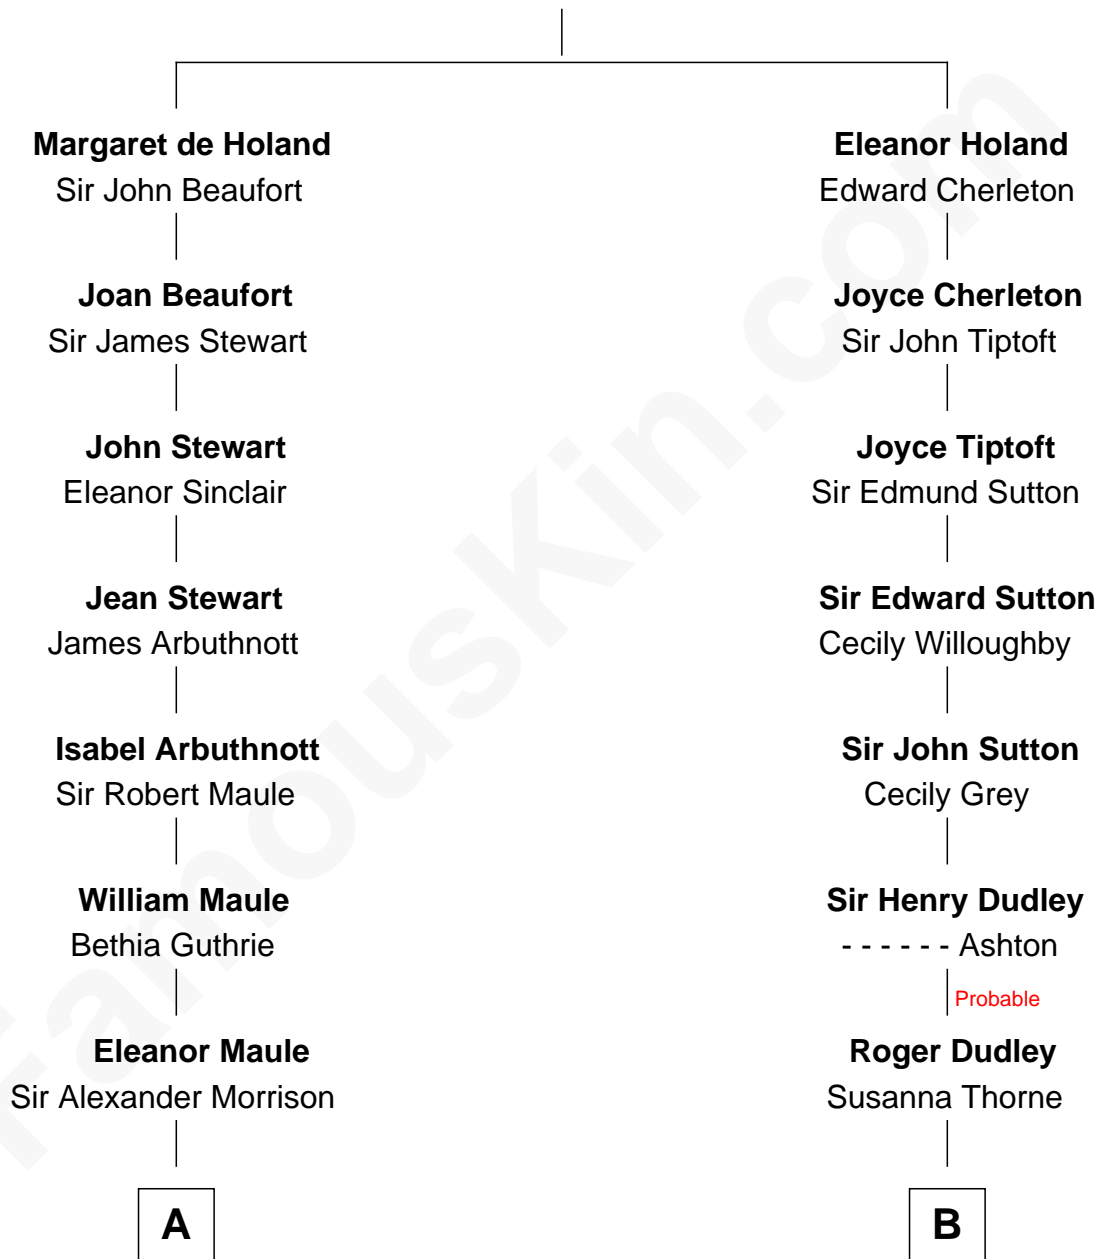 Margaret de Holand
Sir John Beaufort
Joan Beaufort
Sir James Stewart
John Stewart
Eleanor Sinclair
Jean Stewart
James Arbuthnott
Isabel Arbuthnott
Sir Robert Maule
William Maule
Bethia Guthrie
Eleanor Maule
Sir Alexander Morrison
A
Eleanor Holand
Edward Cherleton
Joyce Cherleton
Sir John Tiptoft
Joyce Tiptoft
Sir Edmund Sutton
Sir Edward Sutton
Cecily Willoughby
Sir John Sutton
Cecily Grey
Sir Henry Dudley
- - - - - - Ashton
Probable
Roger Dudley
Susanna Thorne
B
FamousKin.com